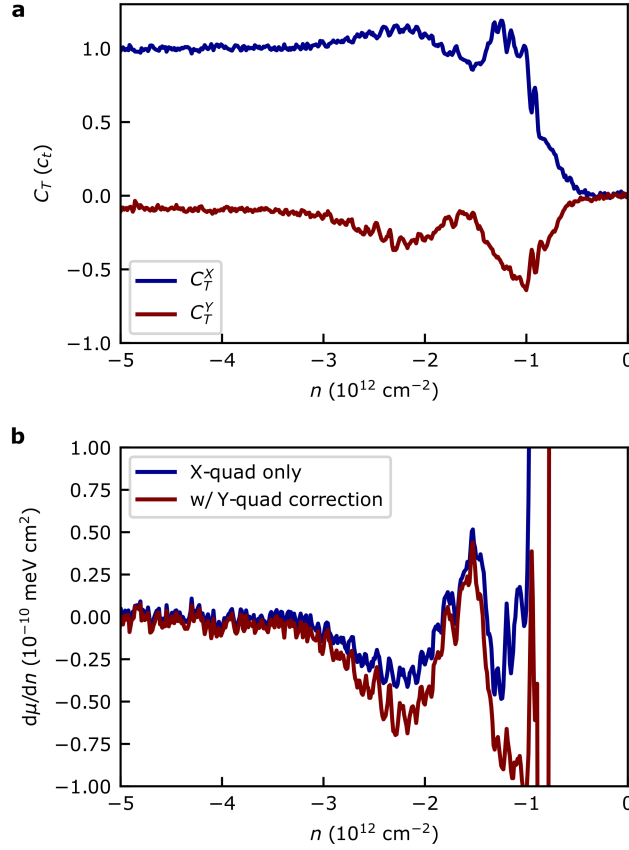 a
C_T (c_t)
1.0
0.5
0.0
−0.5
−1.0
C_T^X
C_T^Y
−5 −4 −3 −2 −1 0
n (10^12 cm^−2)
b
dμ/dn (10^−10 meV cm^2)
1.00
0.75
0.50
0.25
0.00
−0.25
−0.50
−0.75
−1.00
X-quad only
w/ Y-quad correction
−5 −4 −3 −2 −1 0
n (10^12 cm^−2)